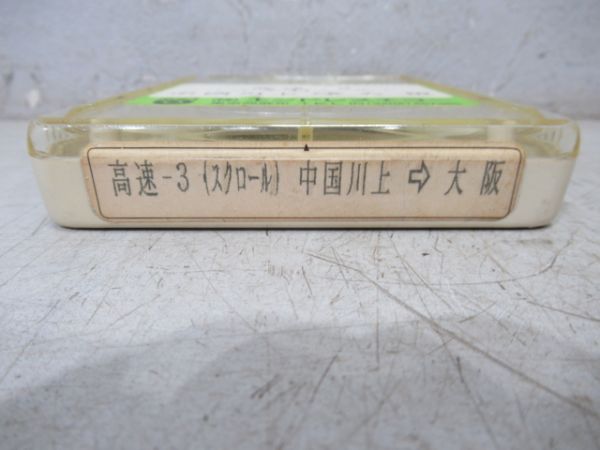 高速-3 (スクロール) 中国川上 ⇨ 大阪